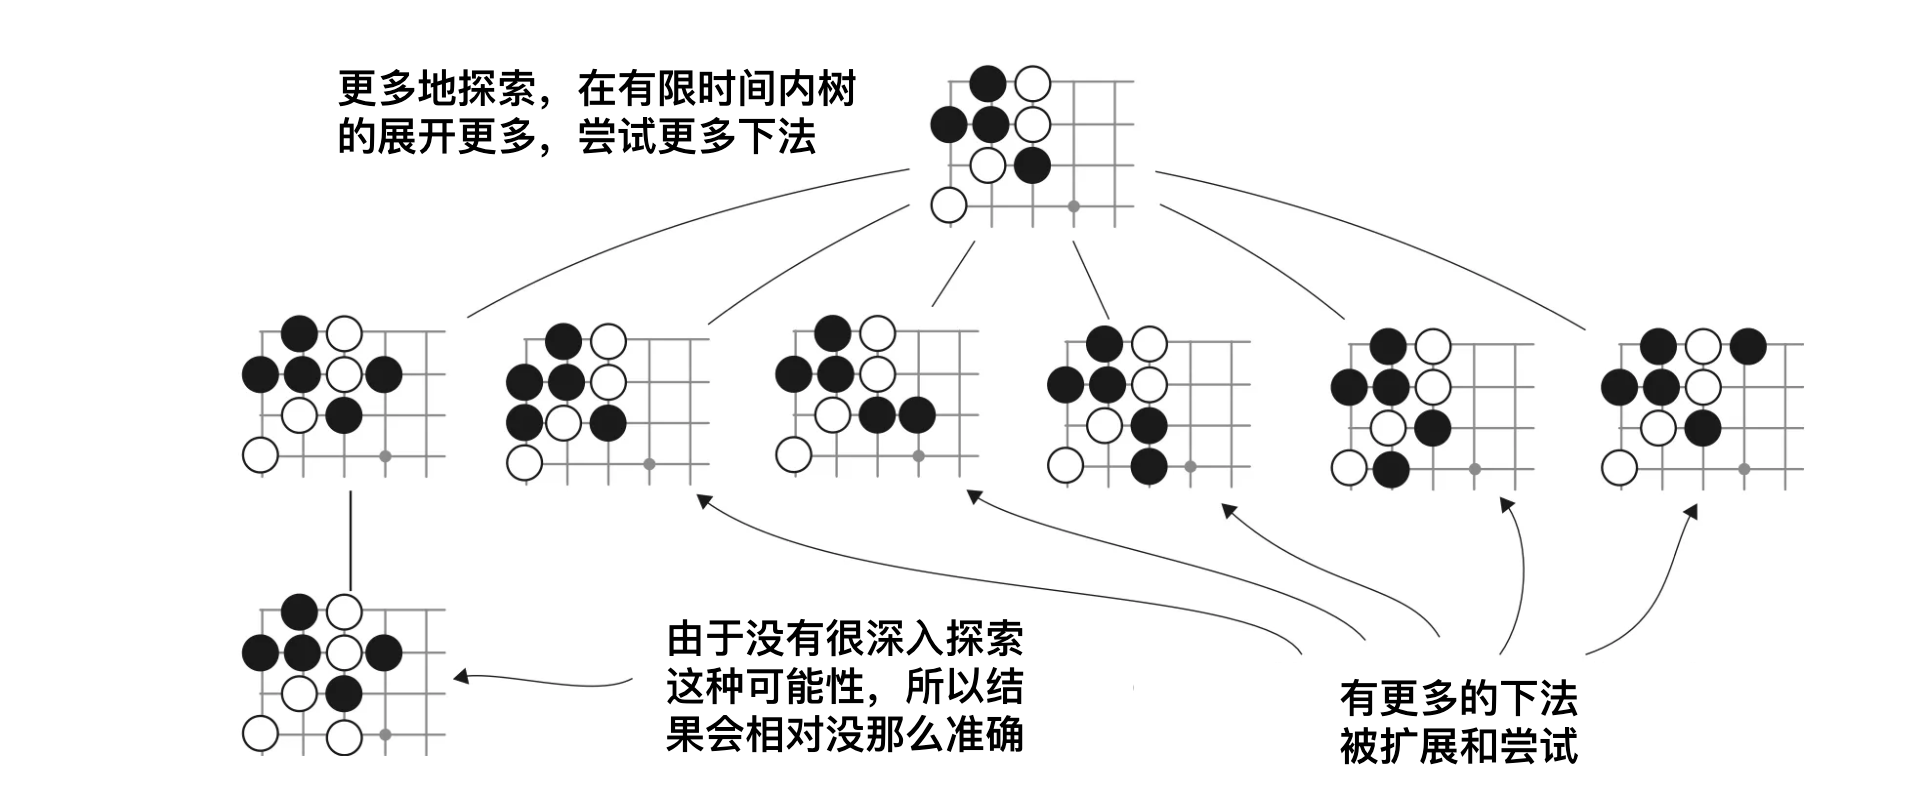 更多地探索，在有限时间内树
的展开更多，尝试更多下法
由于没有很深入探索
这种可能性，所以结
果会相对没那么准确
有更多的下法
被扩展和尝试